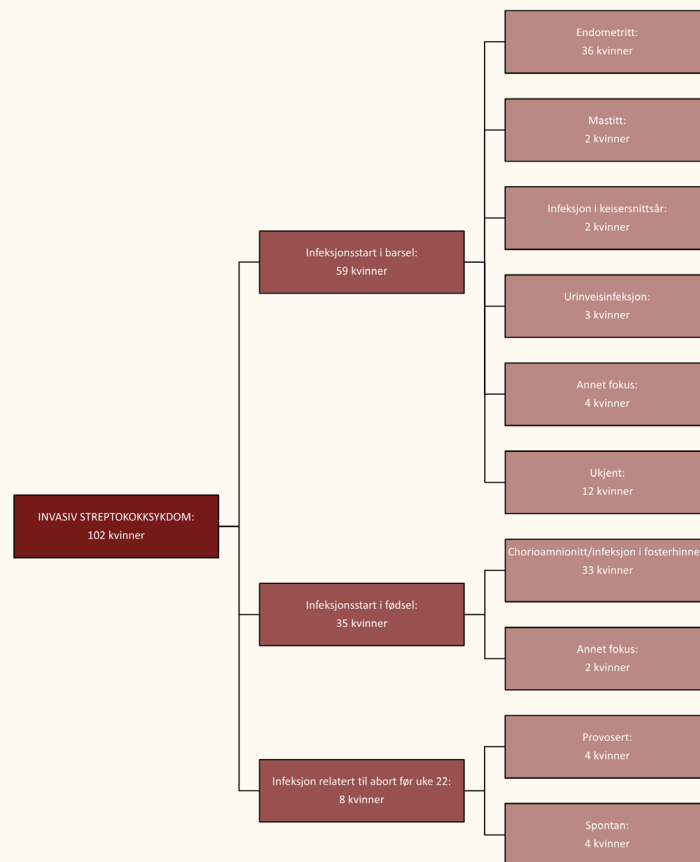 INVASIV STREPTOKOKKSYKDOM:
102 kvinner
Infeksjonsstart i barsel:
59 kvinner
Endometritt:
36 kvinner
Mastitt:
2 kvinner
Infeksjon i keisersnittsår:
2 kvinner
Urinveisinfeksjon:
3 kvinner
Annet fokus:
4 kvinner
Ukjent:
12 kvinner
Infeksjonsstart i fødsel:
35 kvinner
Chorioamnionitt/infeksjon i fosterhinne
33 kvinner
Annet fokus:
2 kvinner
Infeksjon relatert til abort før uke 22:
8 kvinner
Provosert:
4 kvinner
Spontan:
4 kvinner